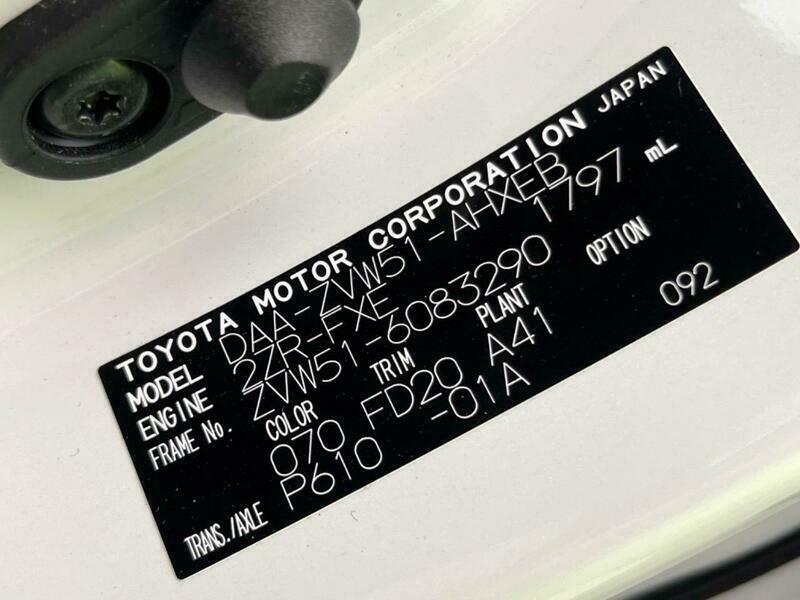 TOYOTA MOTOR CORPORATION JAPAN
MODEL DAA-ZVW51-AHXEB
ENGINE 2ZR-FXE 1797 mL
FRAME No. ZVW51-6083290
COLOR TRIM PLANT OPTION
070 FD20 A41 092
TRANS./AXLE P610 -01A